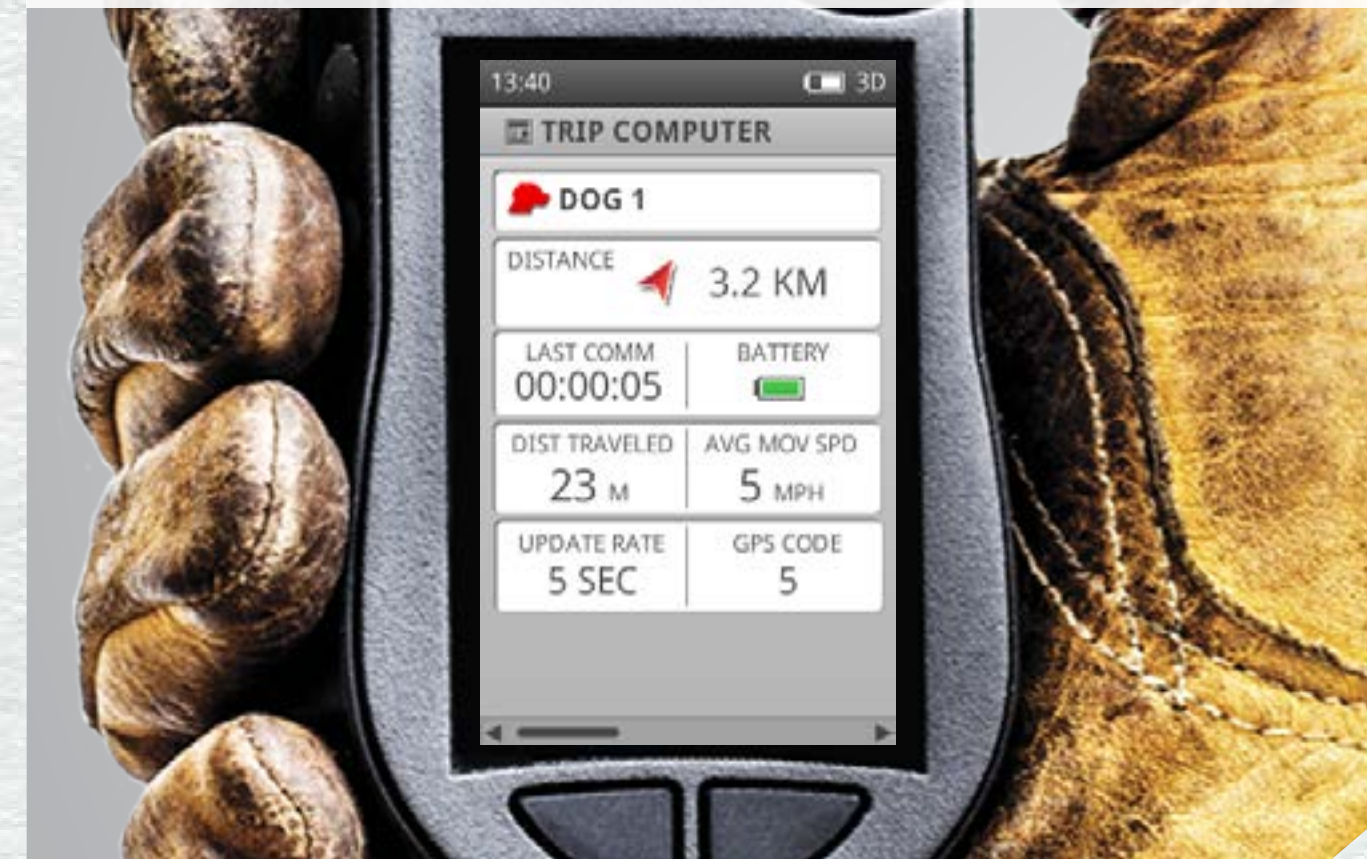 13:40 3D
TRIP COMPUTER
DOG 1
DISTANCE 3.2 KM
LAST COMM BATTERY
00:00:05
DIST TRAVELED AVG MOV SPD
23 M 5 MPH
UPDATE RATE GPS CODE
5 SEC 5